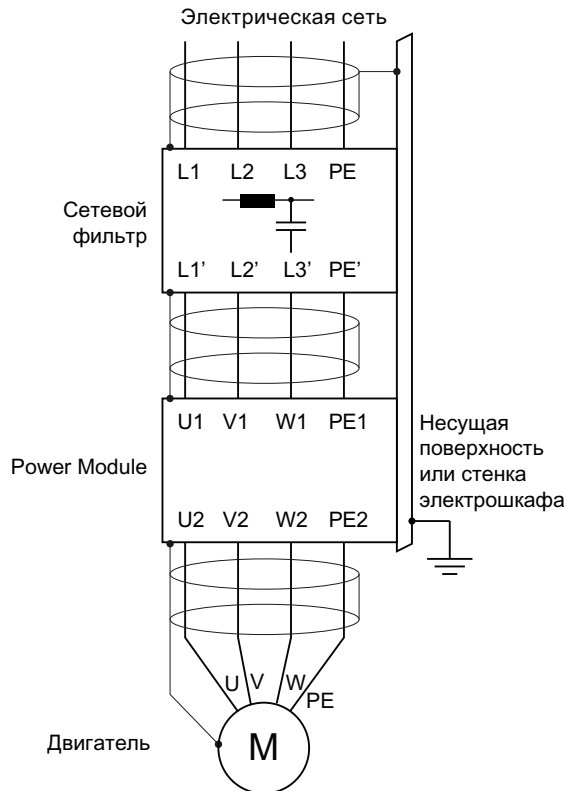 Электрическая сеть
L1 L2 L3 PE
Сетевой
фильтр
L1’ L2’ L3’ PE’
U1 V1 W1 PE1
Power Module
Несущая
поверхность
или стенка
электрошкафа
U2 V2 W2 PE2
U V W PE
Двигатель
M